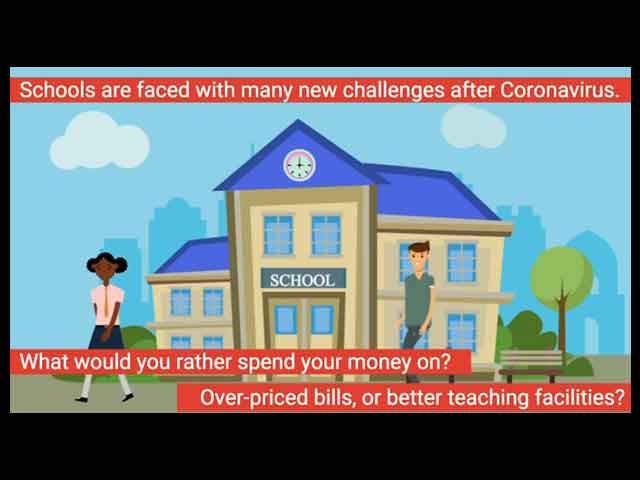 Schools are faced with many new challenges after Coronavirus.
SCHOOL
What would you rather spend your money on?
Over-priced bills, or better teaching facilities?